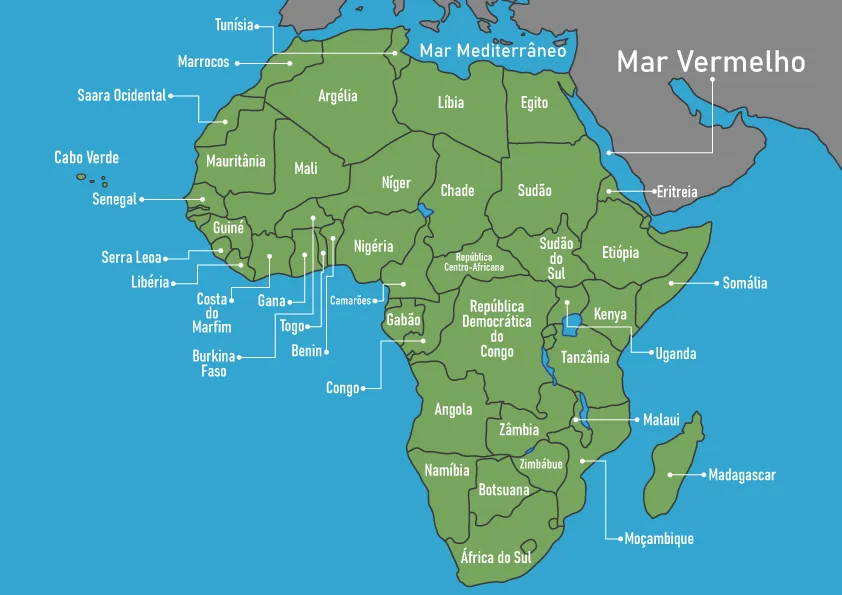 Tunísia
Mar Mediterrâneo
Mar Vermelho
Marrocos
Saara Ocidental
Argélia
Líbia
Egito
Cabo Verde
Mauritânia
Mali
Níger
Chade
Sudão
Eritreia
Senegal
Guiné
Nigéria
Sudão
do
Sul
Etiópia
República
Centro-Africana
Serra Leoa
Libéria
Somália
Costa
do
Marfim
Gana
Camarões
Togo
Gabão
República
Democrática
do
Congo
Kenya
Burkina
Faso
Benin
Uganda
Tanzânia
Congo
Angola
Zâmbia
Malaui
Namíbia
Zimbábue
Botsuana
Madagascar
Moçambique
África do Sul